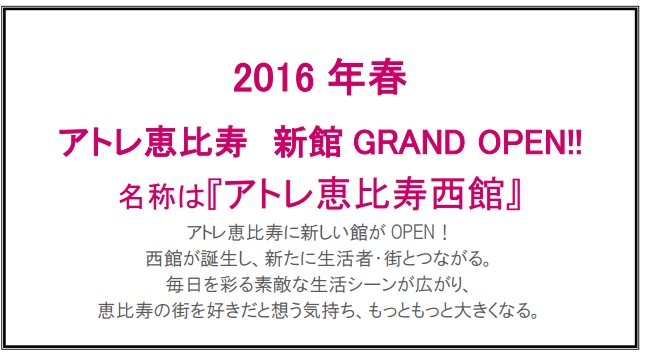 2016 年春
アトレ恵比寿　新館 GRAND OPEN!!
名称は『アトレ恵比寿西館』
アトレ恵比寿に新しい館が OPEN！
西館が誕生し、新たに生活者・街とつながる。
毎日を彩る素敵な生活シーンが広がり、
恵比寿の街を好きだと想う気持ち、もっともっと大きくなる。